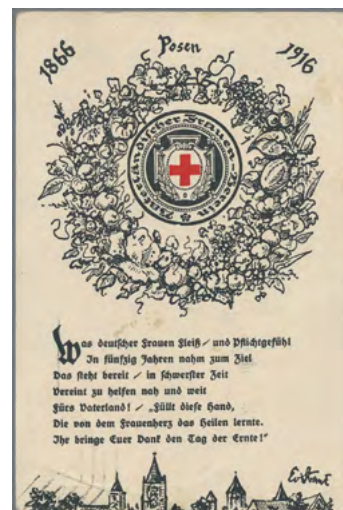 1866 Posen 1916
Vaterländischer Frauen-Verein
Was deutscher Frauen Fleiß / und Pflichtgefühl
In fünfzig Jahren nahm zum Ziel
Das steht bereit / in schwerster Zeit
Vereint zu helfen nah und weit
Fürs Vaterland! / „Füllt diese Hand,
Die von dem Frauenherz das Heilen lernte.
Ihr bringe Euer Dank den Tag der Ernte!"